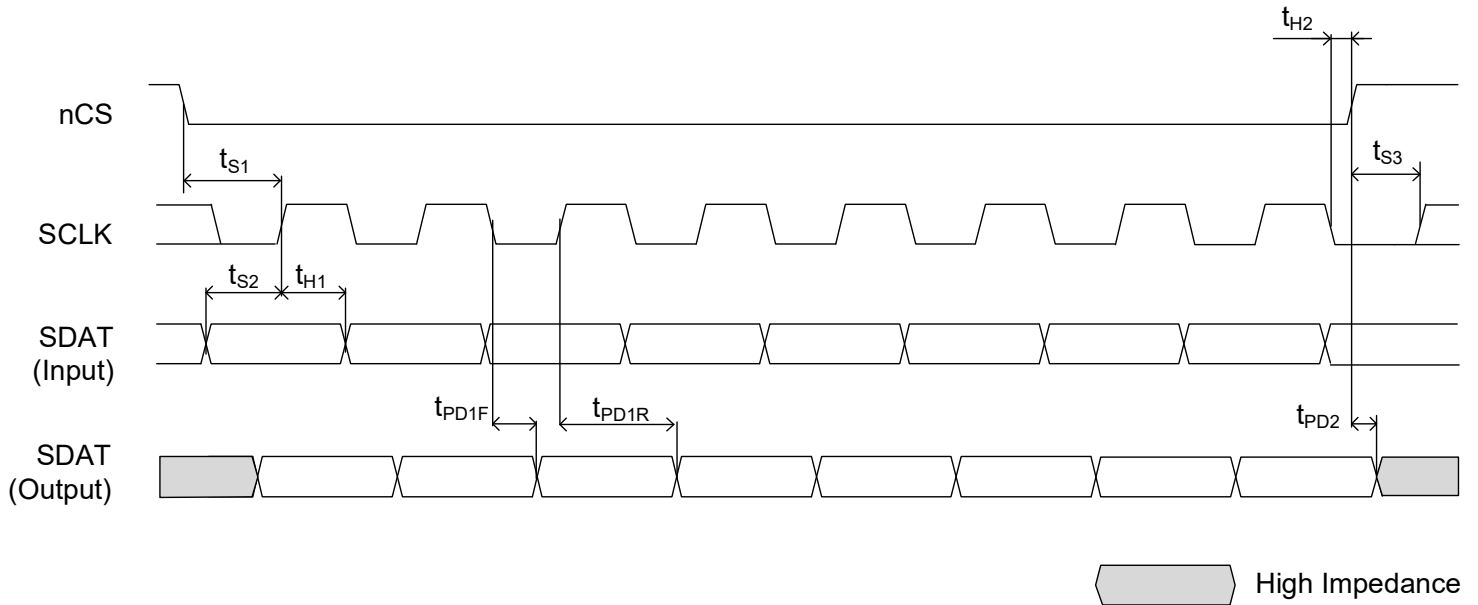 tH2
nCS
tS1
tS3
SCLK
tS2
tH1
SDAT
(Input)
tPD1F
tPD1R
tPD2
SDAT
(Output)
High Impedance